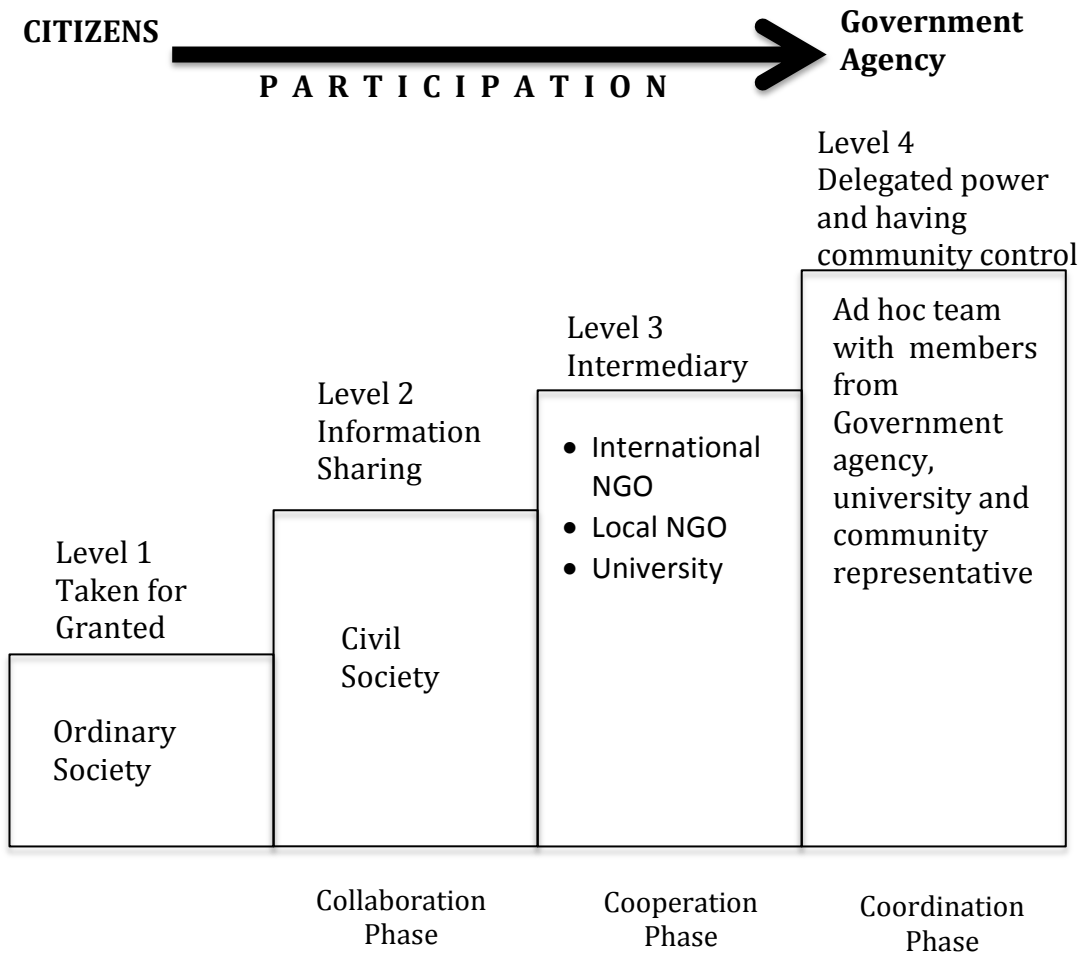 CITIZENS
Government
Agency
P A R T I C I P A T I O N
Level 4
Delegated power
and having
community control
Ad hoc team
with members
from
Government
agency,
university and
community
representative
Level 3
Intermediary
• International
NGO
• Local NGO
• University
Level 2
Information
Sharing
Civil
Society
Level 1
Taken for
Granted
Ordinary
Society
Collaboration
Phase
Cooperation
Phase
Coordination
Phase